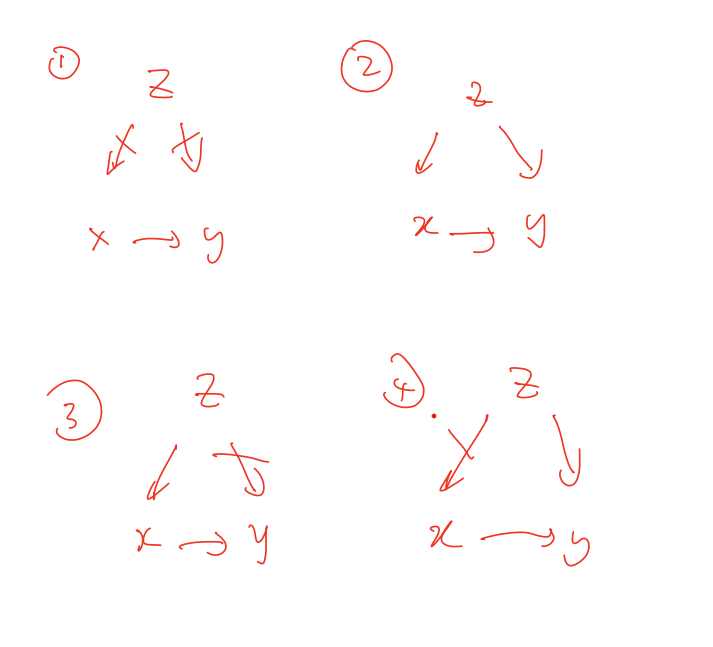 ① ②
Z z
x → y x → y
③ ④
Z Z
x → y x → y